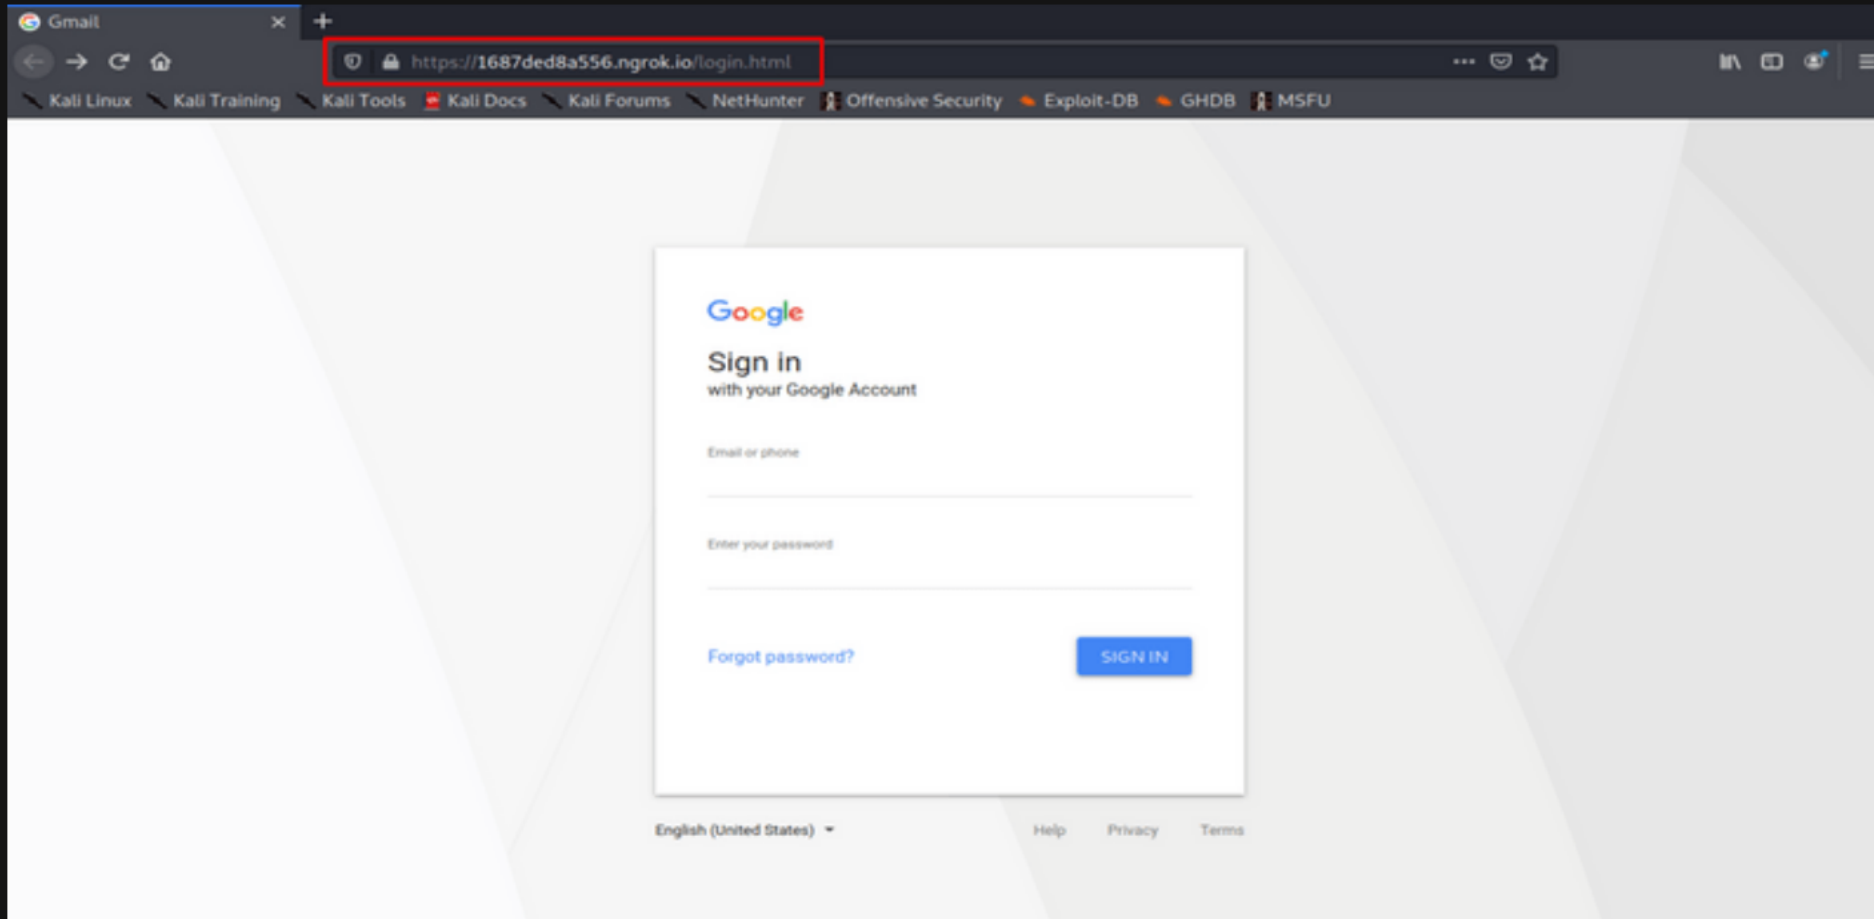 Gmail
https://1687ded8a556.ngrok.io/login.html
Kali Linux Kali Training Kali Tools Kali Docs Kali Forums NetHunter Offensive Security Exploit-DB GHDB MSFU
Google
Sign in
with your Google Account
Email or phone
Enter your password
Forgot password? SIGN IN
English (United States) Help Privacy Terms